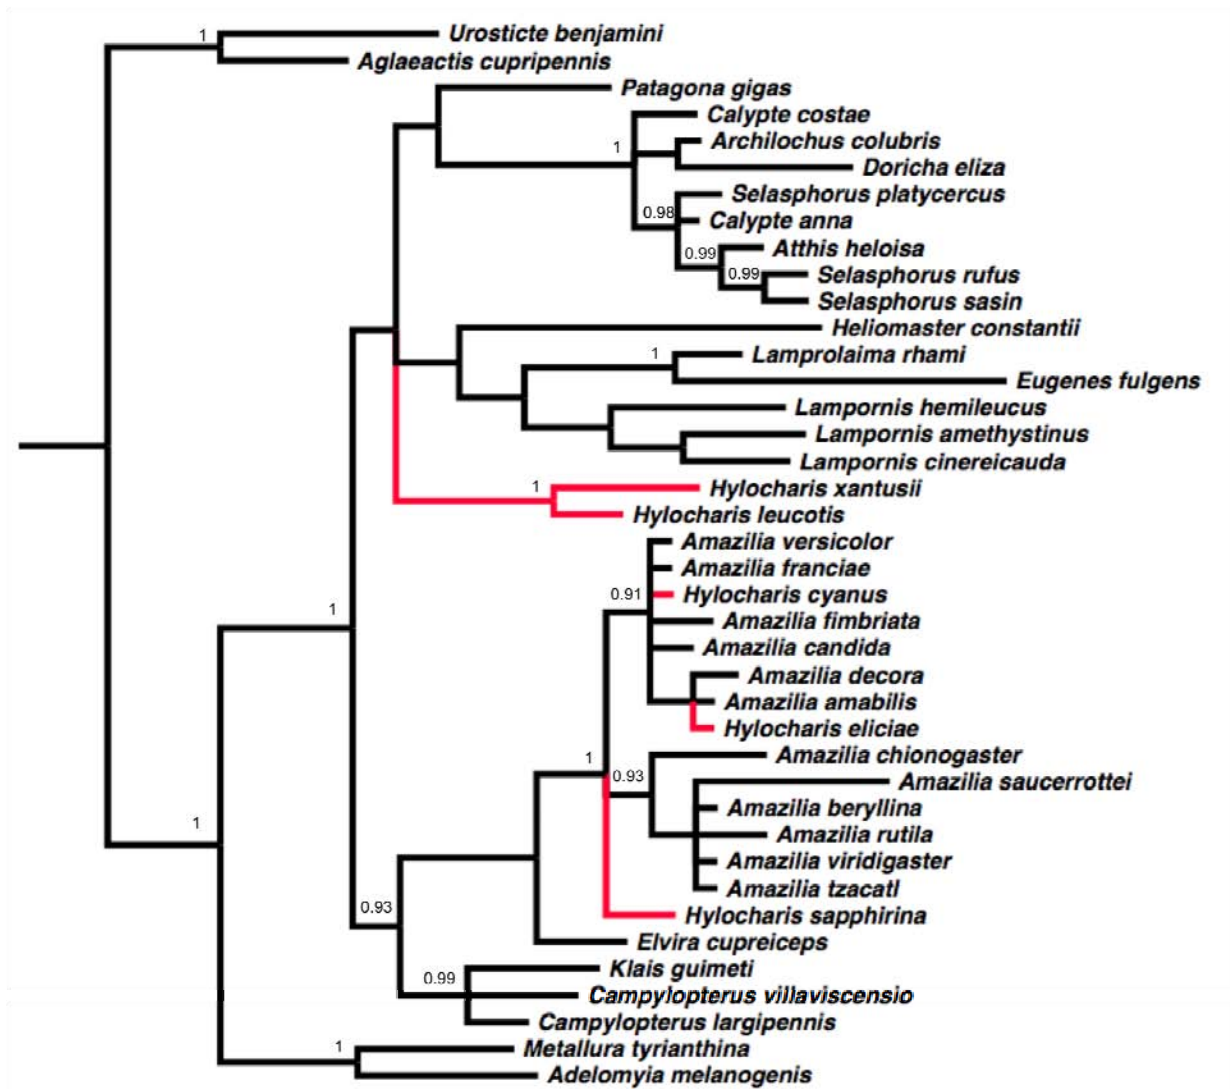 1
Urosticte benjamini
Aglaeactis cupripennis
Patagona gigas
Calypte costae
1
Archilochus colubris
Doricha eliza
Selasphorus platycercus
0.98
Calypte anna
0.99
Atthis heloisa
0.99
Selasphorus rufus
Selasphorus sasin
Heliomaster constantii
1
Lamprolaima rhami
Eugenes fulgens
Lampornis hemileucus
Lampornis amethystinus
Lampornis cinereicauda
1
Hylocharis xantusii
Hylocharis leucotis
Amazilia versicolor
Amazilia franciae
0.91
Hylocharis cyanus
1
Amazilia fimbriata
Amazilia candida
Amazilia decora
Amazilia amabilis
Hylocharis eliciae
1
Amazilia chionogaster
0.93
Amazilia saucerrottei
Amazilia beryllina
1
Amazilia rutila
Amazilia viridigaster
Amazilia tzacatl
0.93
Hylocharis sapphirina
Elvira cupreiceps
0.99
Klais guimeti
Campylopterus villaviscensio
Campylopterus largipennis
1
Metallura tyrianthina
Adelomyia melanogenis